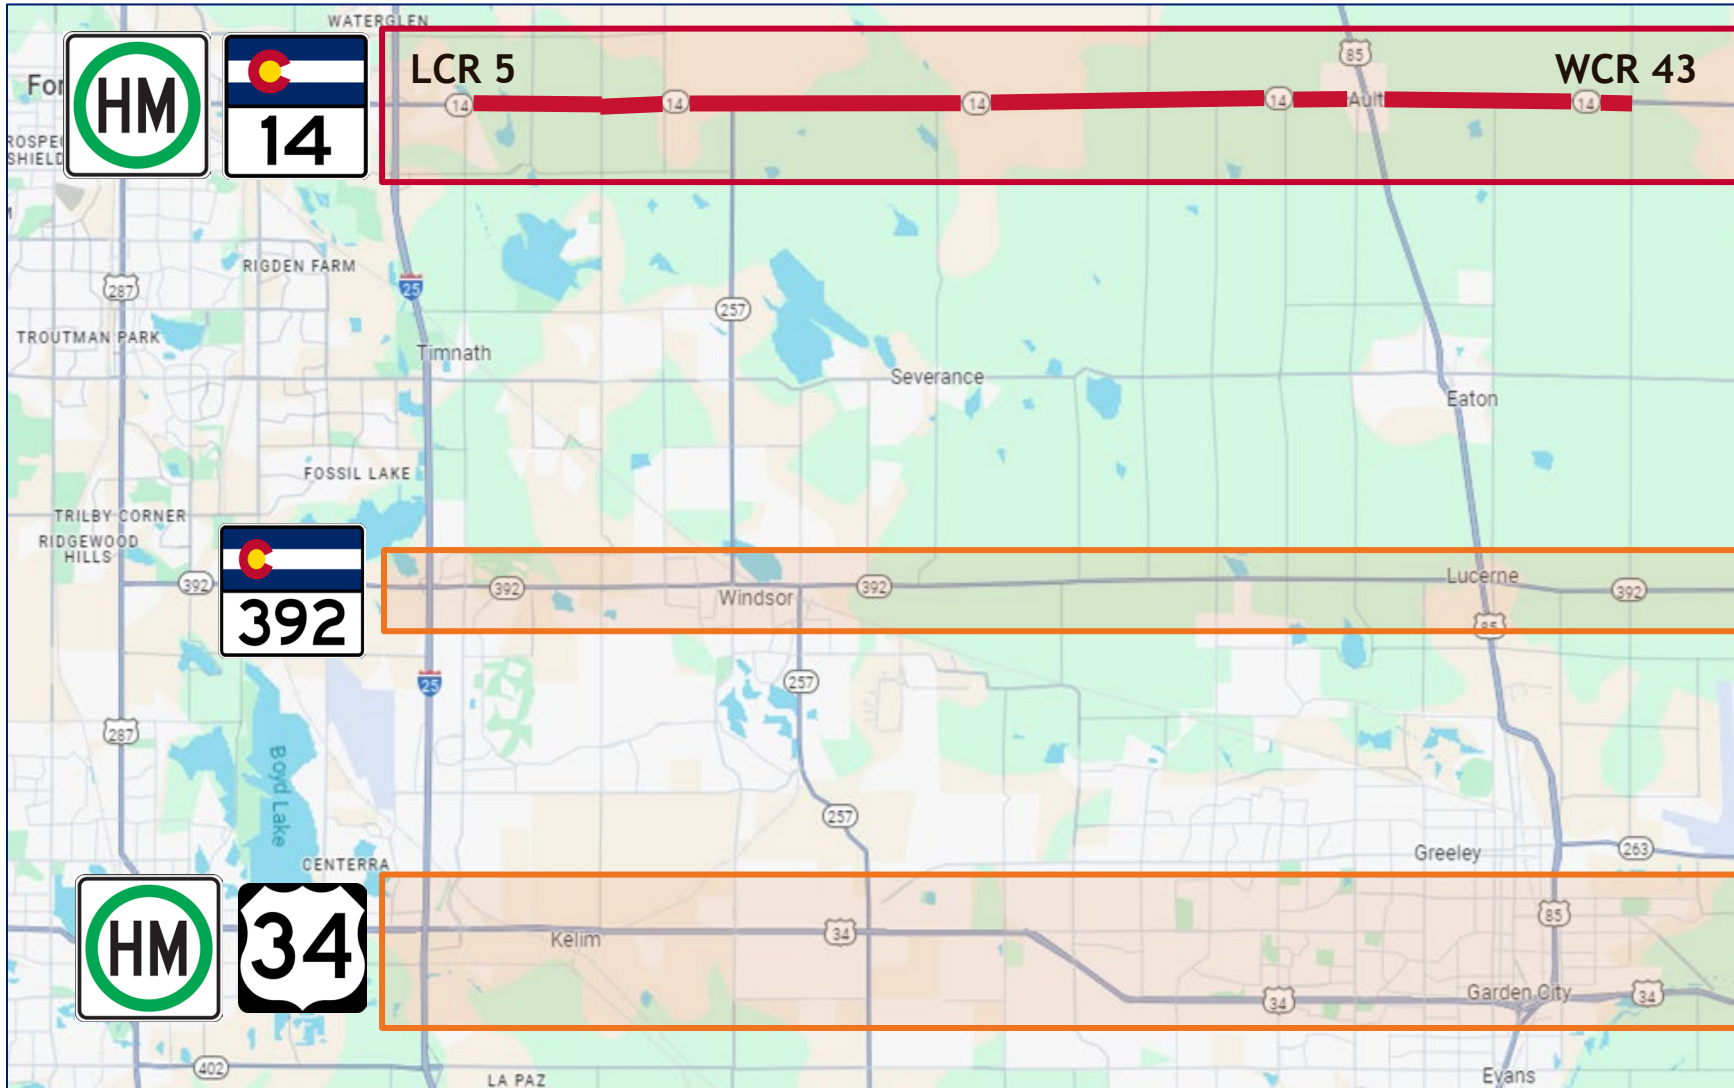 WATERGLEN
HM
14
LCR 5
WCR 43
85
For
14
14
14
14
Ault
14
ROSPE
SHIELD
RIGDEN FARM
287
25
257
TROUTMAN PARK
Timnath
Severance
Eaton
FOSSIL LAKE
TRILBY CORNER
RIDGEWOOD
HILLS
392
392
392
Windsor
392
Lucerne
392
85
25
257
287
Boyd Lake
257
CENTERRA
Greeley
263
HM
34
Kelim
34
85
34
Garden City
34
402
LA PAZ
Evans